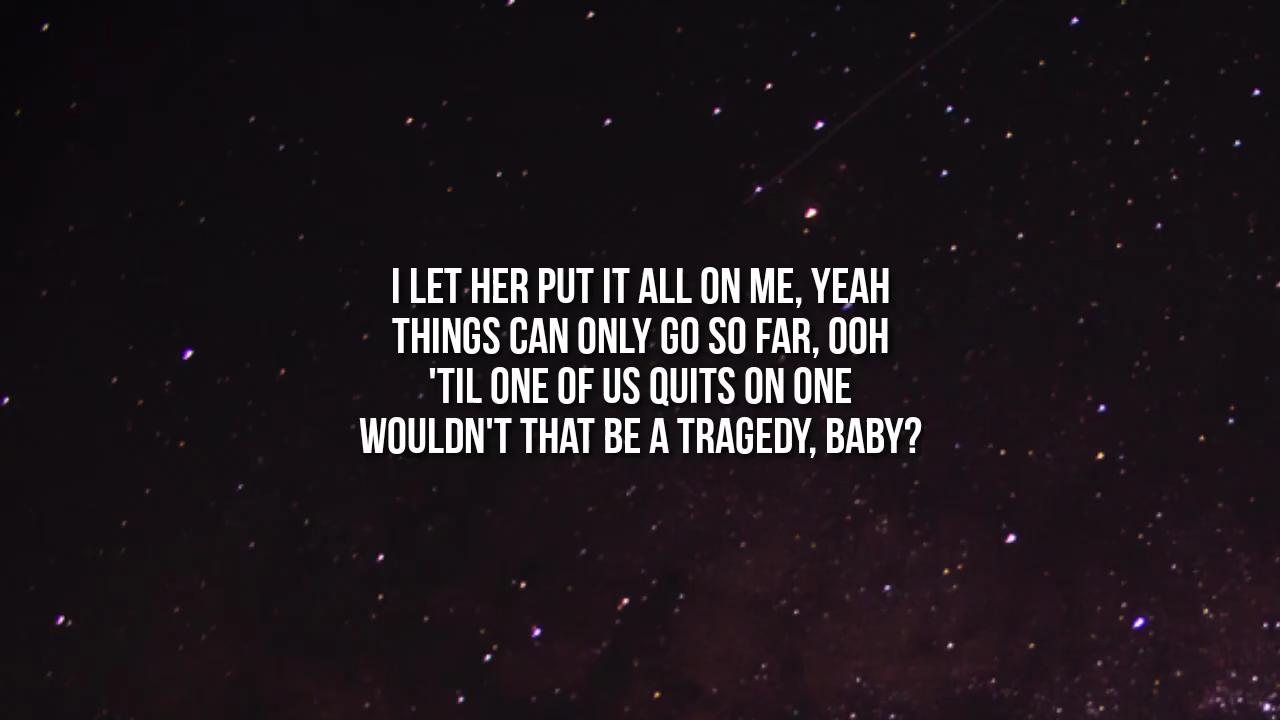 I LET HER PUT IT ALL ON ME, YEAH
THINGS CAN ONLY GO SO FAR, OOH
'TIL ONE OF US QUITS ON ONE
WOULDN'T THAT BE A TRAGEDY, BABY?